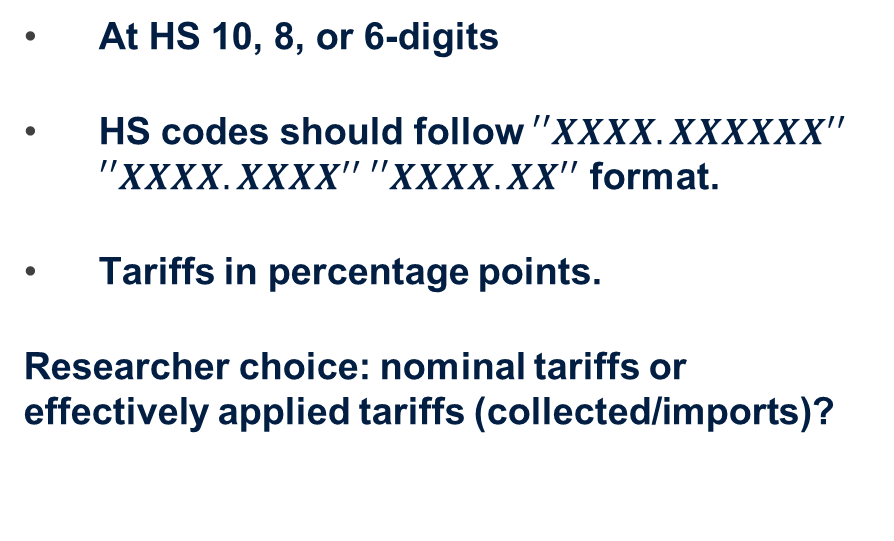 • At HS 10, 8, or 6-digits
• HS codes should follow ′′XXXX.XXXXXX′′
′′XXXX.XXXX′′ ′′XXXX.XX′′ format.
• Tariffs in percentage points.
Researcher choice: nominal tariffs or
effectively applied tariffs (collected/imports)?